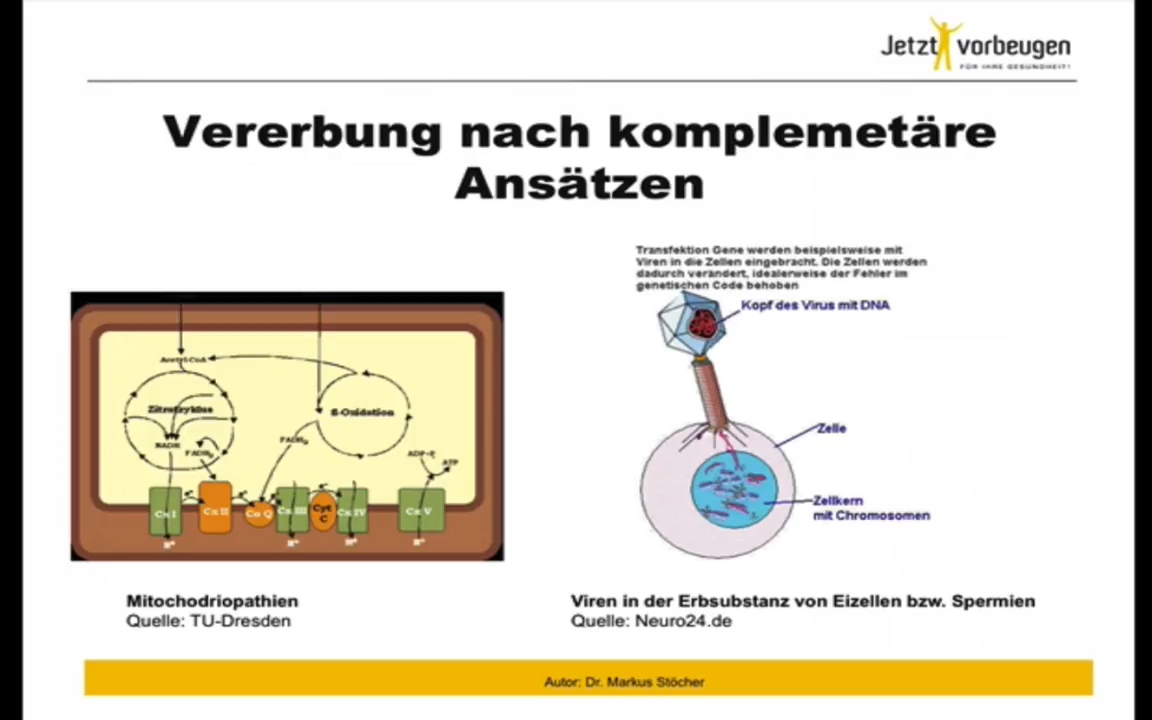 Jetzt vorbeugen
FÜR IHRE GESUNDHEIT!
Vererbung nach komplemetäre
Ansätzen
Transfektion Gene werden beispielsweise mit
Viren in die Zellen eingebracht. Die Zellen werden
dadurch verändert, idealerweise der Fehler im
genetischen Code behoben
Kopf des Virus mit DNA
Zelle
Zellkern
mit Chromosomen
Acetyl-CoA
Zitratzyklus
ß-Oxidation
NADH
FADH₂
FADH₂
ADP+Pi
ATP
e⁻
e⁻
e⁻
Cx I
Cx II
Co Q
Cx III
Cyt
C
Cx IV
Cx V
H⁺
H⁺
H⁺
H⁺
Mitochodriopathien
Quelle: TU-Dresden
Viren in der Erbsubstanz von Eizellen bzw. Spermien
Quelle: Neuro24.de
Autor: Dr. Markus Stöcher